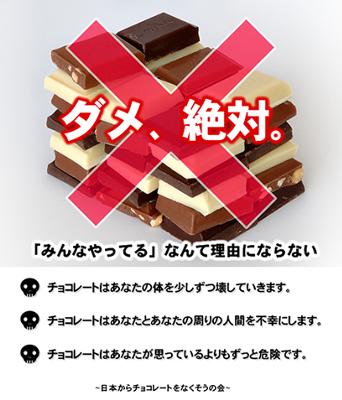 ダメ、絶対。
「みんなやってる」なんて理由にならない
チョコレートはあなたの体を少しずつ壊していきます。
チョコレートはあなたとあなたの周りの人間を不幸にします。
チョコレートはあなたが思っているよりもずっと危険です。
~日本からチョコレートをなくそうの会~